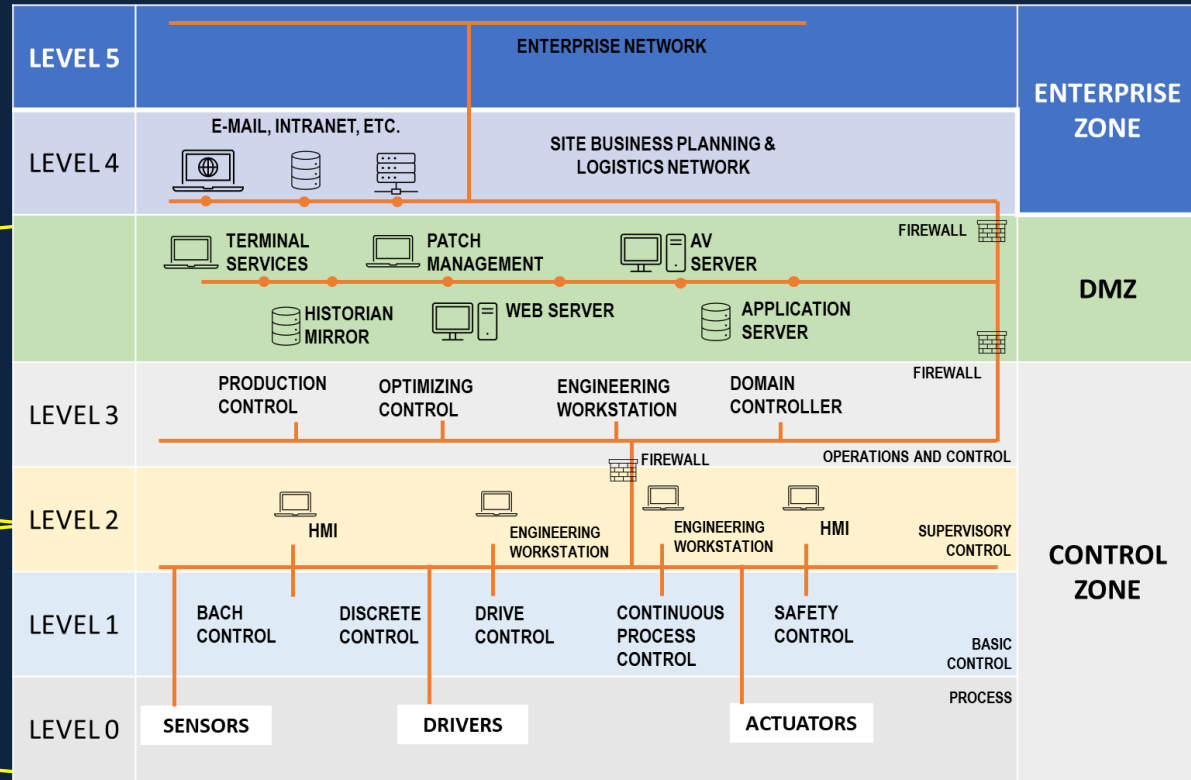 LEVEL 5
ENTERPRISE NETWORK
ENTERPRISE
ZONE
LEVEL 4
E-MAIL, INTRANET, ETC.
SITE BUSINESS PLANNING &
LOGISTICS NETWORK
FIREWALL
TERMINAL
SERVICES
PATCH
MANAGEMENT
AV
SERVER
HISTORIAN
MIRROR
WEB SERVER
APPLICATION
SERVER
DMZ
LEVEL 3
FIREWALL
PRODUCTION
CONTROL
OPTIMIZING
CONTROL
ENGINEERING
WORKSTATION
DOMAIN
CONTROLLER
OPERATIONS AND CONTROL
FIREWALL
LEVEL 2
HMI
ENGINEERING
WORKSTATION
ENGINEERING
WORKSTATION
HMI
SUPERVISORY
CONTROL
CONTROL
ZONE
LEVEL 1
BACH
CONTROL
DISCRETE
CONTROL
DRIVE
CONTROL
CONTINUOUS
PROCESS
CONTROL
SAFETY
CONTROL
BASIC
CONTROL
LEVEL 0
PROCESS
SENSORS
DRIVERS
ACTUATORS